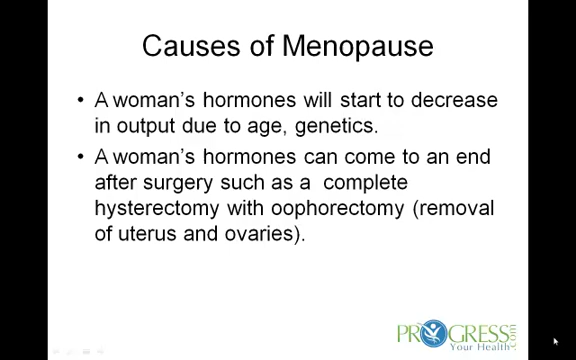 Causes of Menopause
• A woman's hormones will start to decrease
in output due to age, genetics.
• A woman's hormones can come to an end
after surgery such as a complete
hysterectomy with oophorectomy (removal
of uterus and ovaries).
PROGRESS
Your Health
.com